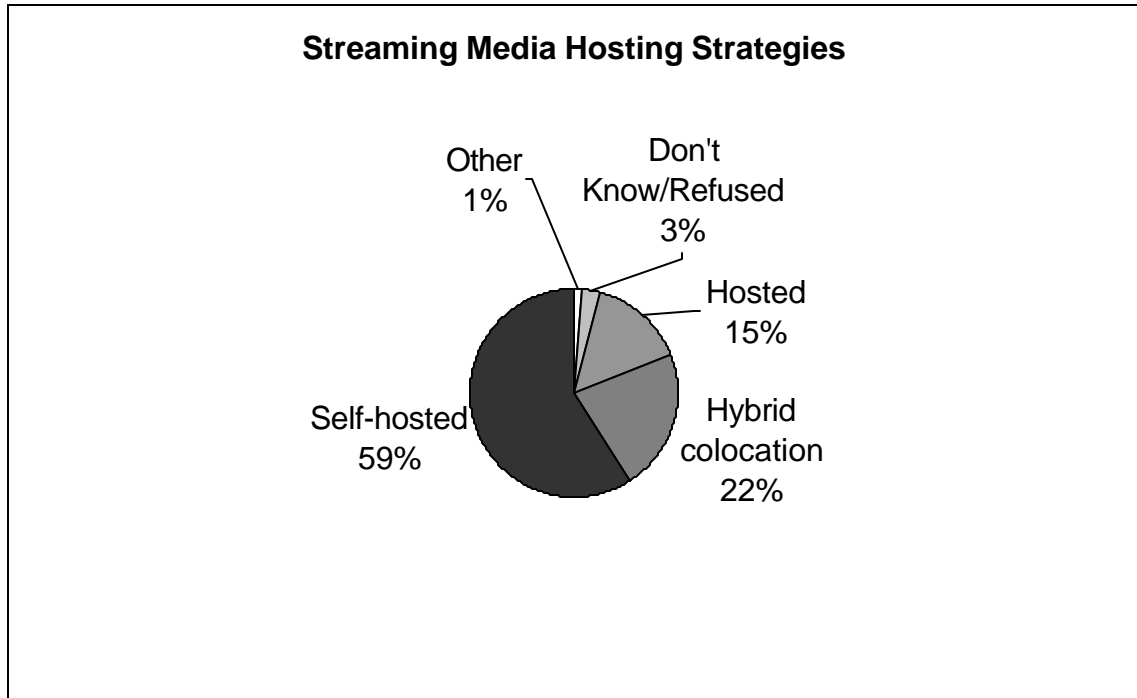 Streaming Media Hosting Strategies
Other
1%
Don't
Know/Refused
3%
Hosted
15%
Hybrid
colocation
22%
Self-hosted
59%